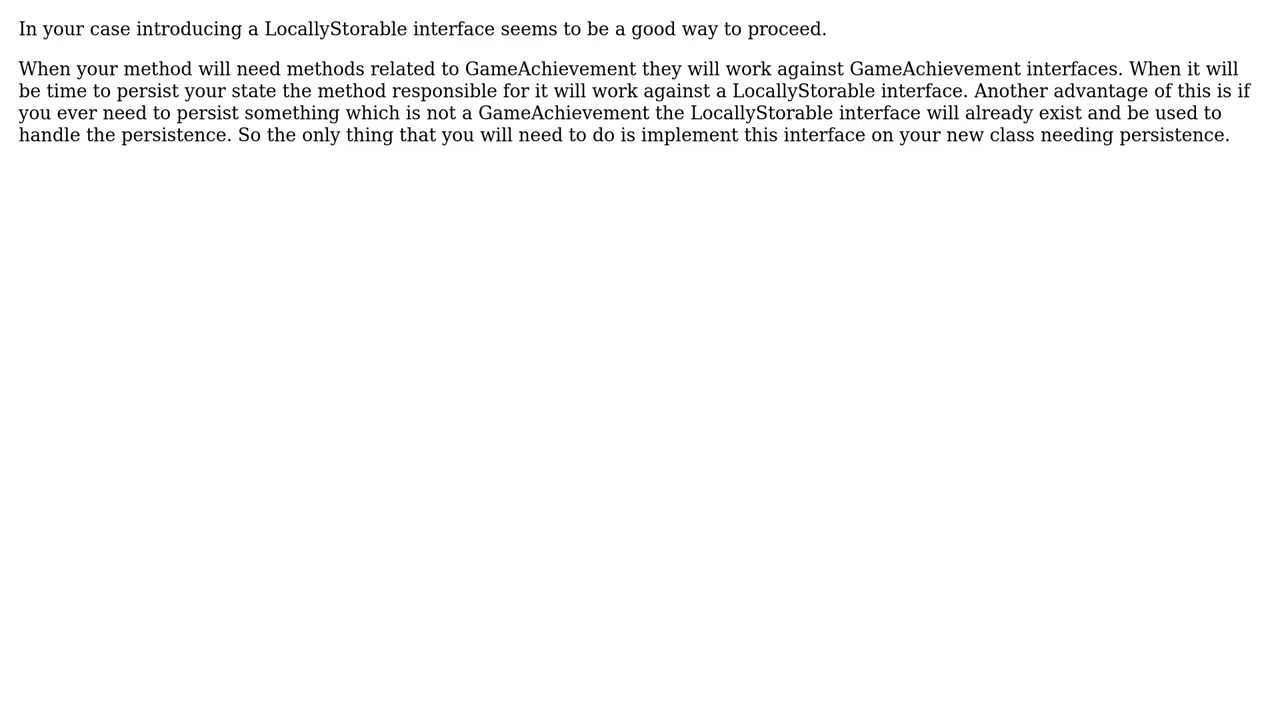 In your case introducing a LocallyStorable interface seems to be a good way to proceed.
When your method will need methods related to GameAchievement they will work against GameAchievement interfaces. When it will
be time to persist your state the method responsible for it will work against a LocallyStorable interface. Another advantage of this is if
you ever need to persist something which is not a GameAchievement the LocallyStorable interface will already exist and be used to
handle the persistence. So the only thing that you will need to do is implement this interface on your new class needing persistence.